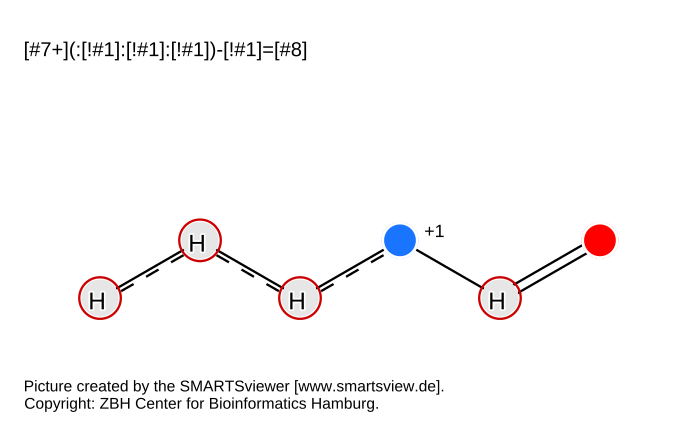 [#7+](:[!#1]:[!#1]:[!#1])-[!#1]=[#8]
+1
H
H H H
Picture created by the SMARTSviewer [www.smartsview.de].
Copyright: ZBH Center for Bioinformatics Hamburg.